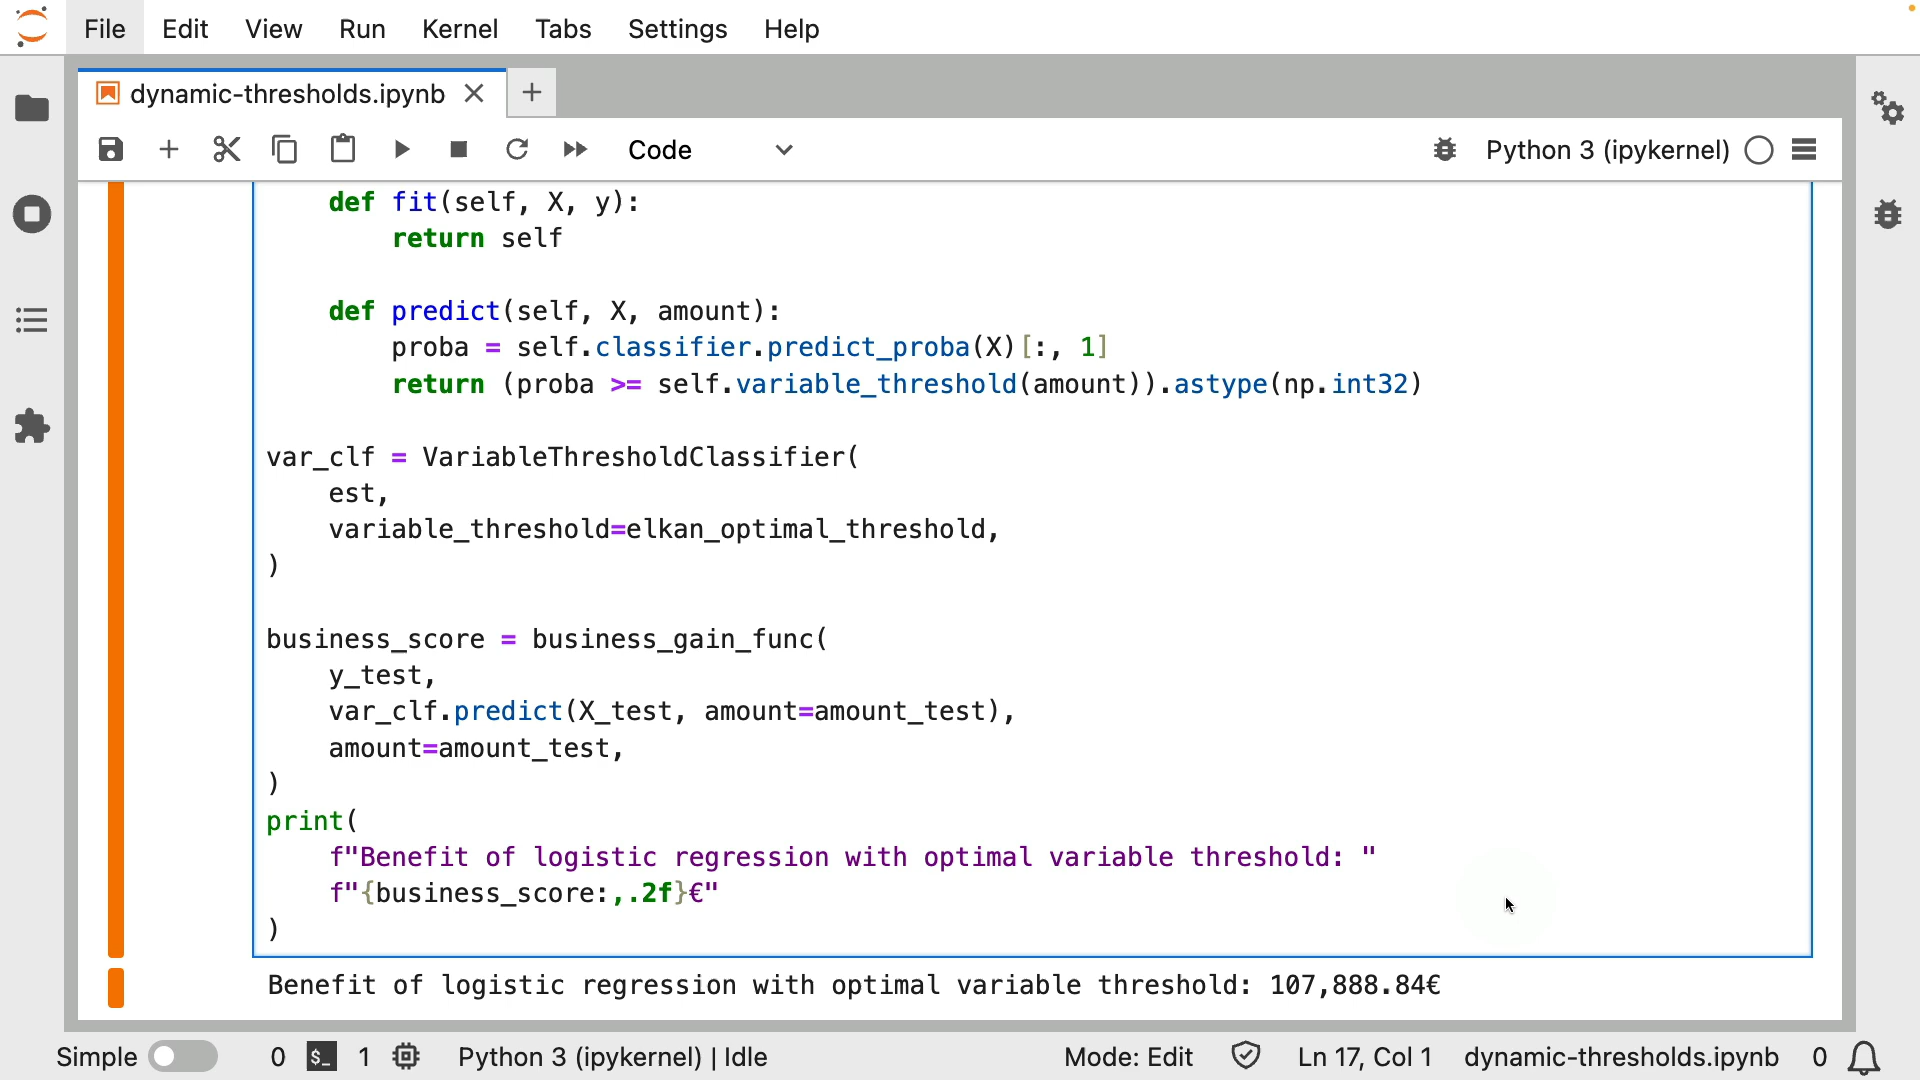 File Edit View Run Kernel Tabs Settings Help
dynamic-thresholds.ipynb
Code
Python 3 (ipykernel)
    def fit(self, X, y):
        return self

    def predict(self, X, amount):
        proba = self.classifier.predict_proba(X)[:, 1]
        return (proba >= self.variable_threshold(amount)).astype(np.int32)

var_clf = VariableThresholdClassifier(
    est,
    variable_threshold=elkan_optimal_threshold,
)

business_score = business_gain_func(
    y_test,
    var_clf.predict(X_test, amount=amount_test),
    amount=amount_test,
)
print(
    f"Benefit of logistic regression with optimal variable threshold: "
    f"{business_score:,.2f}€"
)
Benefit of logistic regression with optimal variable threshold: 107,888.84€
Simple 0 $_ 1 Python 3 (ipykernel) | Idle Mode: Edit Ln 17, Col 1 dynamic-thresholds.ipynb 0